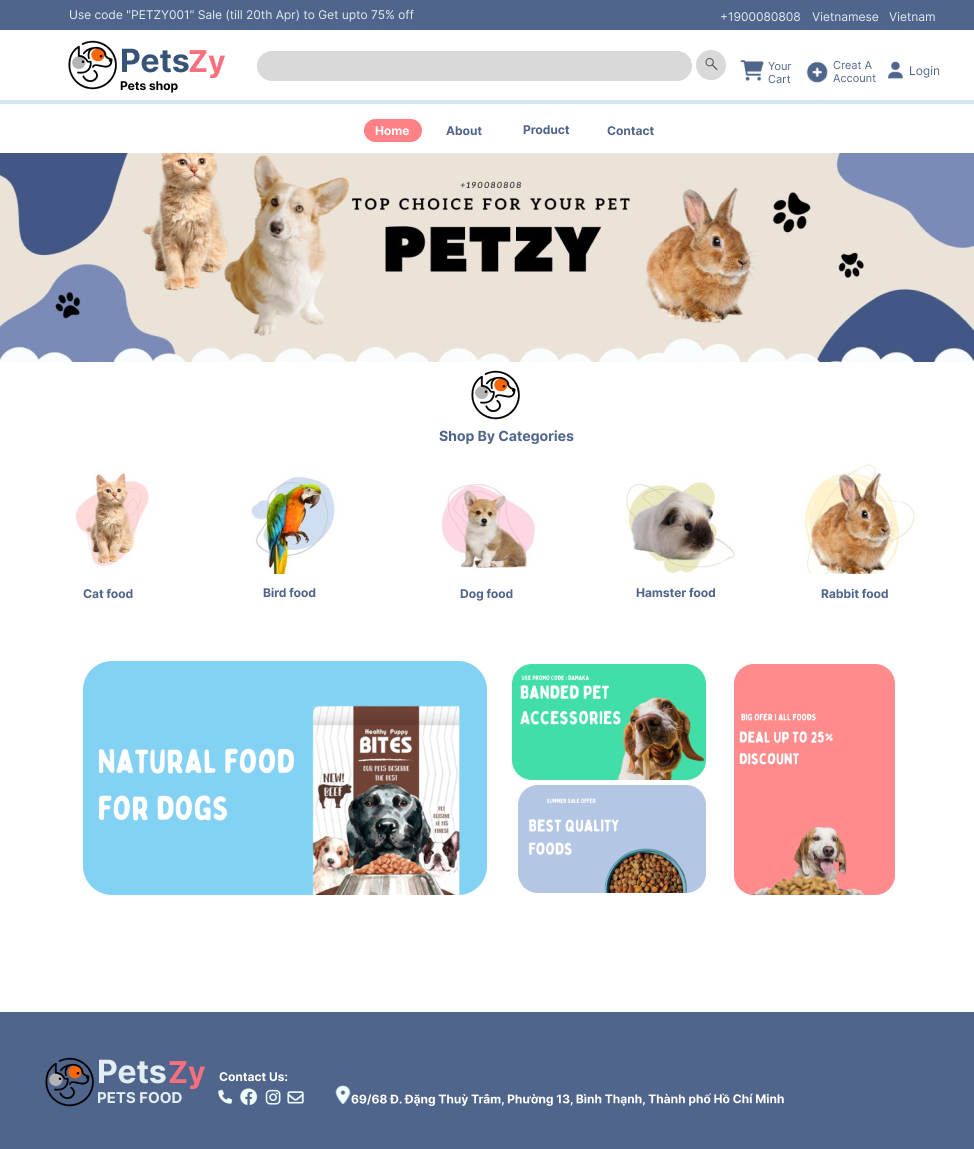 Use code "PETZY001" Sale (till 20th Apr) to Get upto 75% off
+1900080808 Vietnamese Vietnam
PetsZy
Pets shop
Your
Cart
Creat A
Account
Login
Home About Product Contact
+190080808
TOP CHOICE FOR YOUR PET
PETZY
Shop By Categories
Cat food Bird food Dog food Hamster food Rabbit food
NATURAL FOOD
FOR DOGS
Healthy Puppy
BITES
OUR PETS DESERVE
THE BEST
NEW!
BEEF
PET
CUISINE
AT ITS
FINEST
USE PROMO CODE : DAMAKA
BANDED PET
ACCESSORIES
SUMMER SALE OFFER
BEST QUALITY
FOODS
BIG OFER | ALL FOODS
DEAL UP TO 25%
DISCOUNT
PetsZy
PETS FOOD
Contact Us:
69/68 Đ. Đặng Thuỳ Trâm, Phường 13, Bình Thạnh, Thành phố Hồ Chí Minh